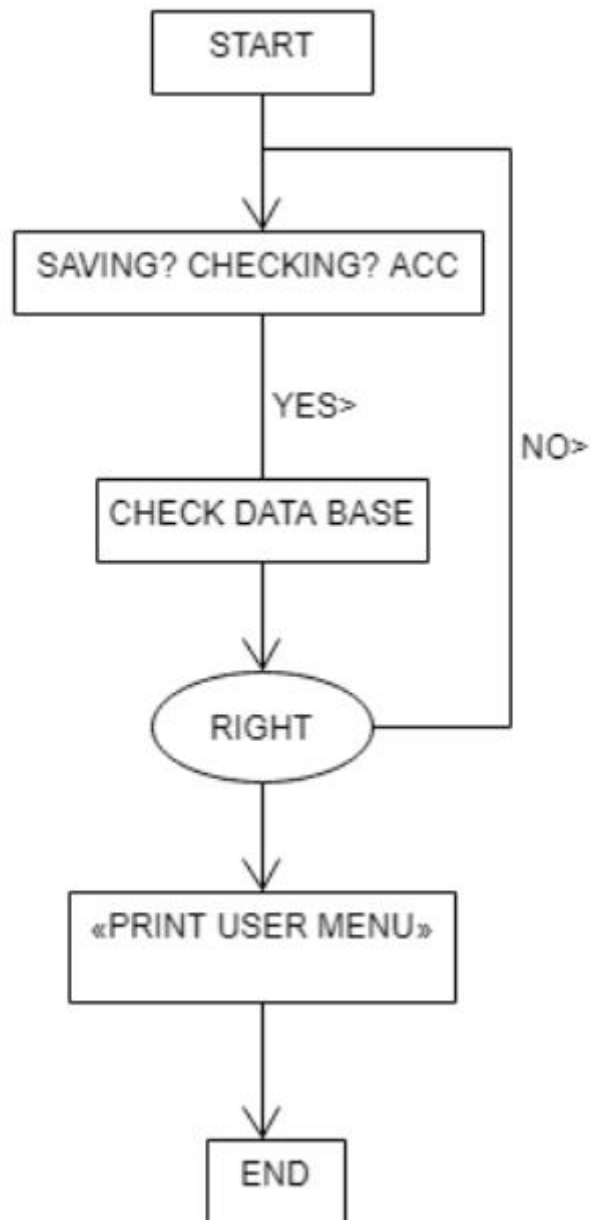 START
SAVING? CHECKING? ACC
YES>
NO>
CHECK DATA BASE
RIGHT
«PRINT USER MENU»
END